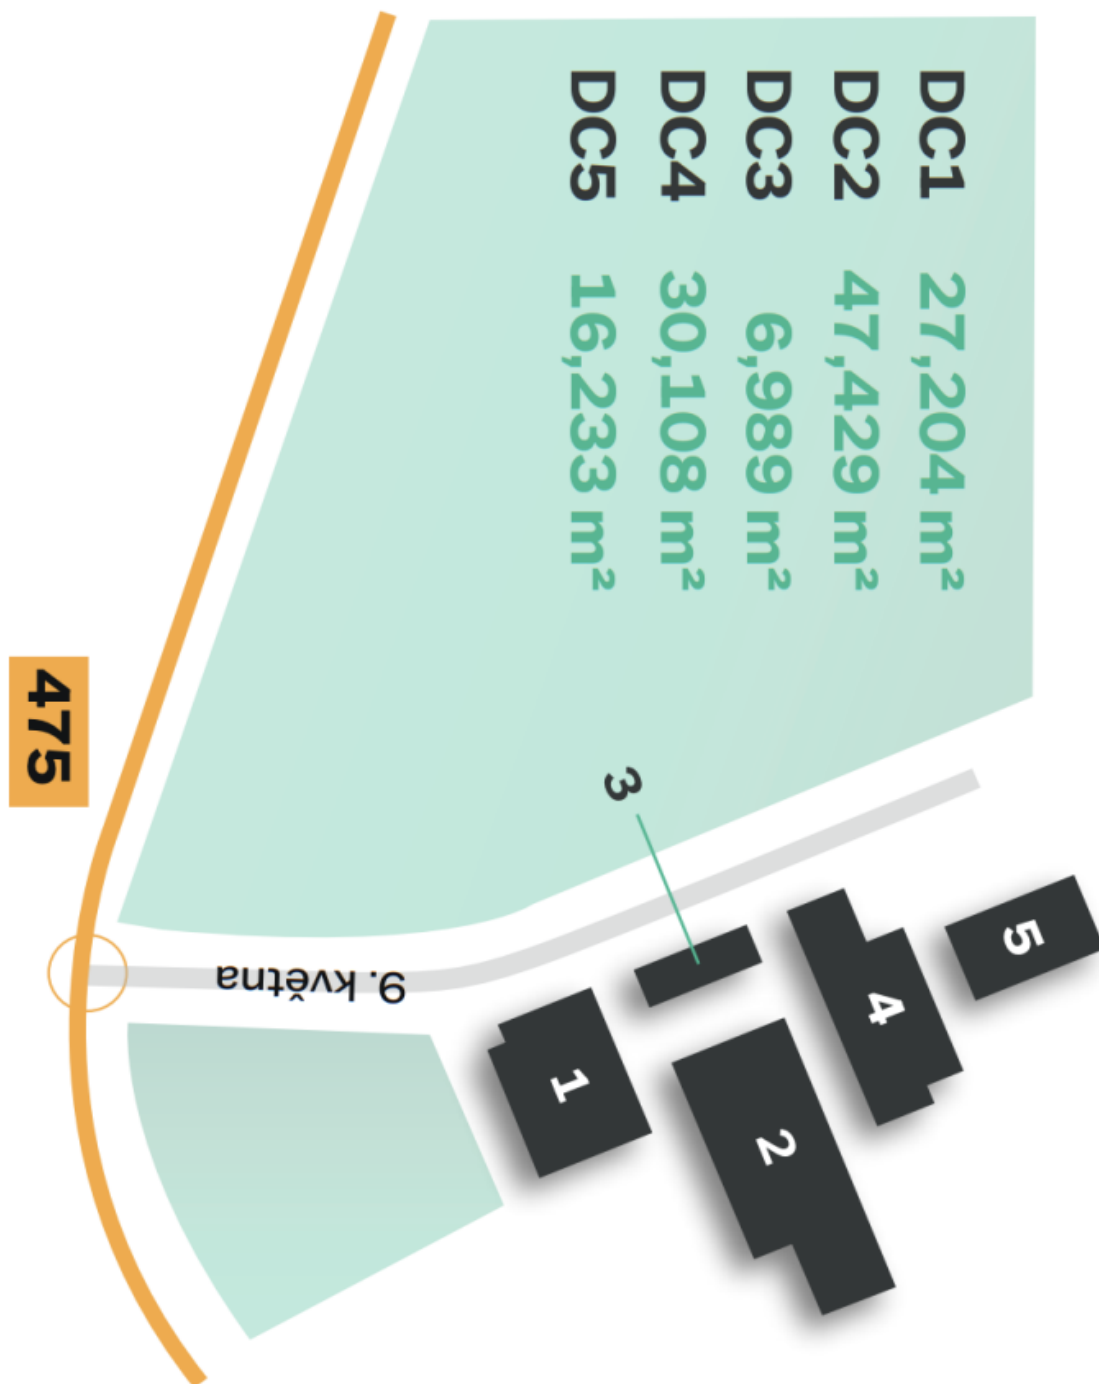 DC1 27,204 m²
DC2 47,429 m²
DC3 6,989 m²
DC4 30,108 m²
DC5 16,233 m²
475
9. května
3
5
4
1
2